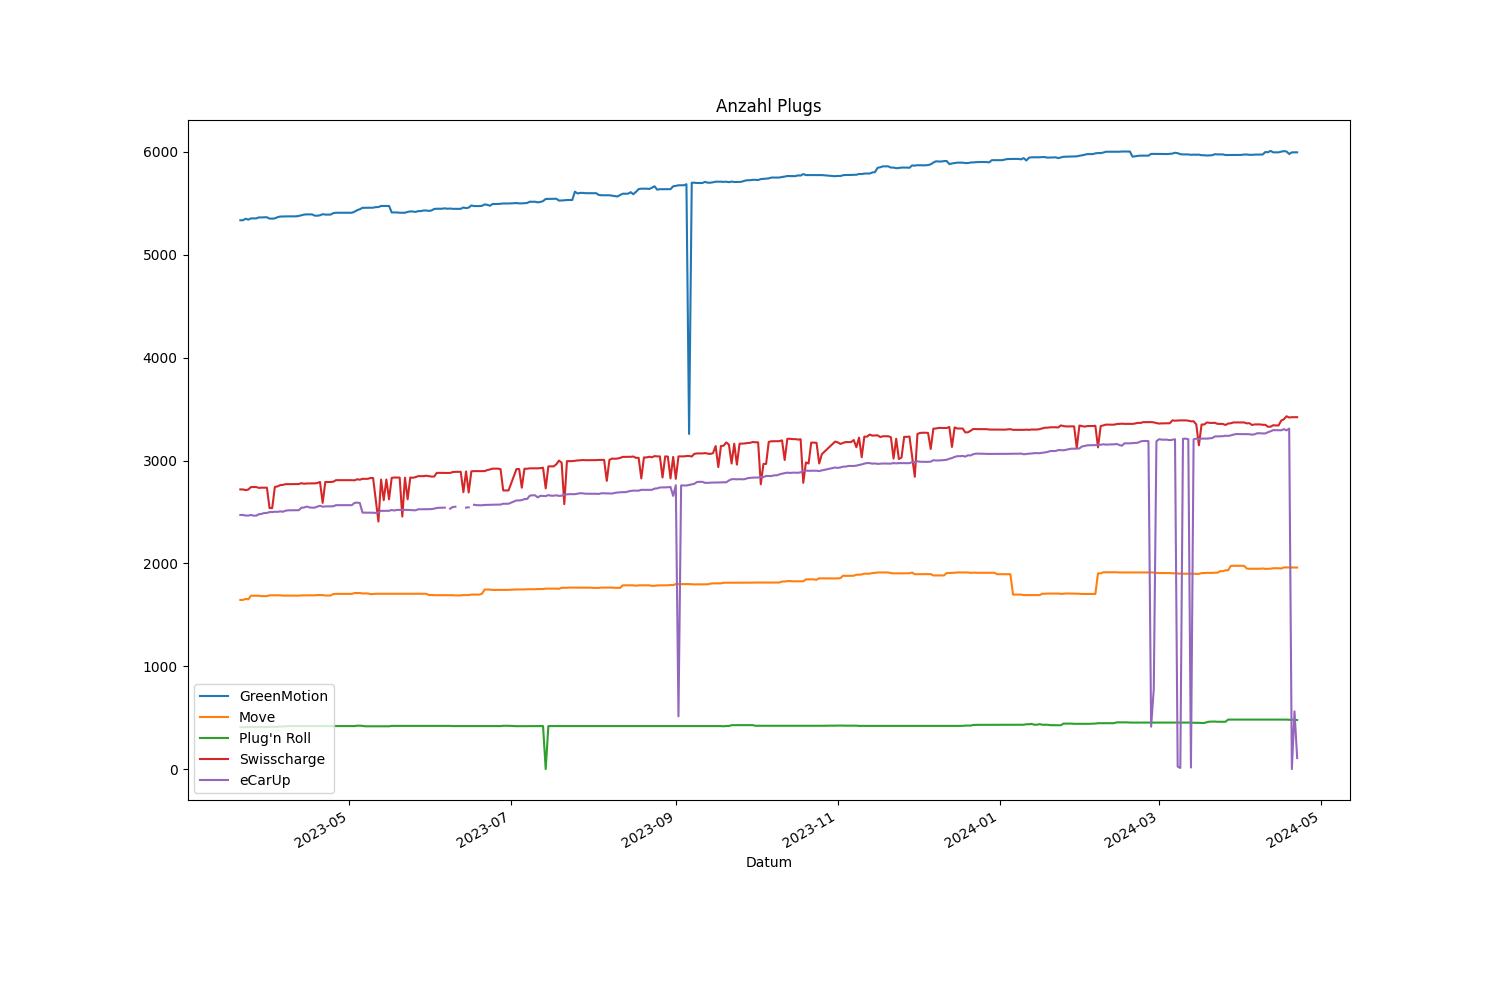 Anzahl Plugs
6000
5000
4000
3000
2000
1000
0
GreenMotion
Move
Plug'n Roll
Swisscharge
eCarUp
2023-05
2023-07
2023-09
2023-11
2024-01
2024-03
2024-05
Datum